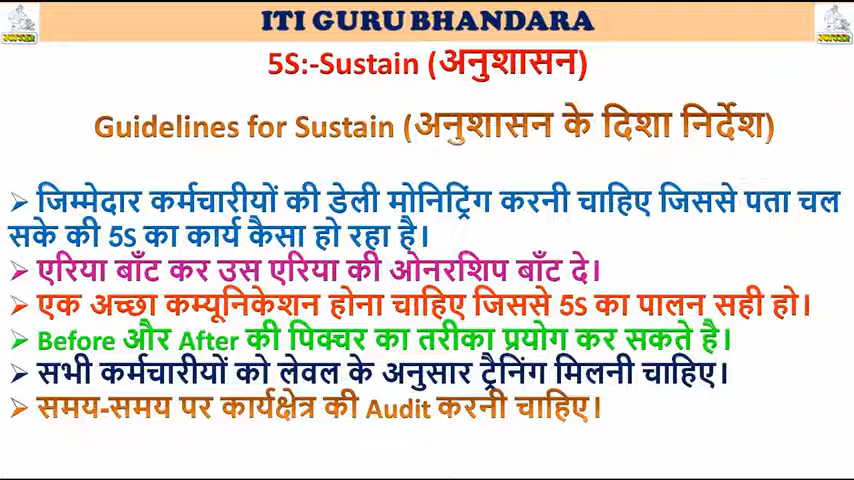 ITI GURU BHANDARA
5S:-Sustain (अनुशासन)
Guidelines for Sustain (अनुशासन के दिशा निर्देश)
➢ जिम्मेदार कर्मचारीयों की डेली मोनिट्रिंग करनी चाहिए जिससे पता चल
सके की 5S का कार्य कैसा हो रहा है।
➢ एरिया बाँट कर उस एरिया की ओनरशिप बाँट दे।
➢ एक अच्छा कम्यूनिकेशन होना चाहिए जिससे 5S का पालन सही हो।
➢ Before और After की पिक्चर का तरीका प्रयोग कर सकते है।
➢ सभी कर्मचारीयों को लेवल के अनुसार ट्रैनिंग मिलनी चाहिए।
➢ समय-समय पर कार्यक्षेत्र की Audit करनी चाहिए।